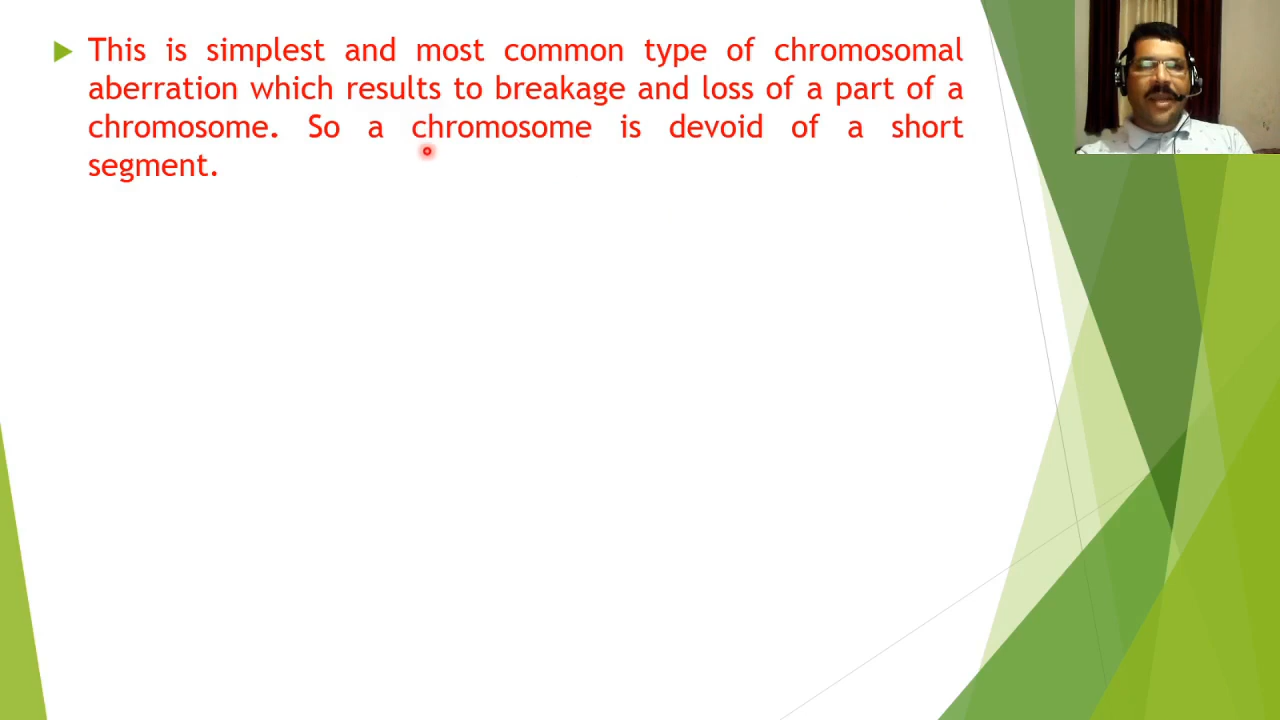 This is simplest and most common type of chromosomal
aberration which results to breakage and loss of a part of a
chromosome. So a chromosome is devoid of a short
segment.